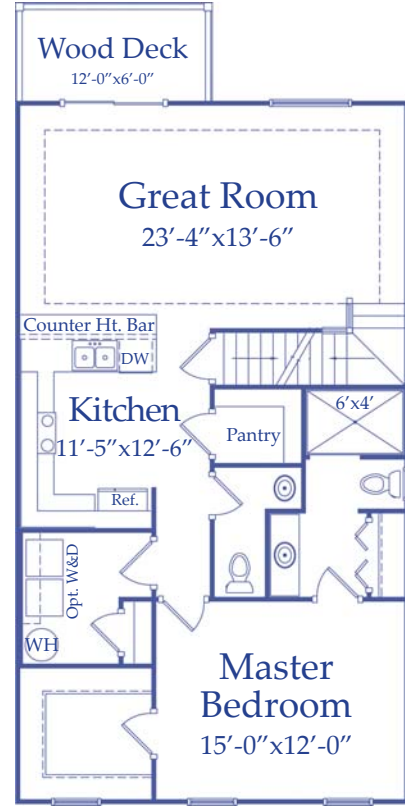 Wood Deck
12’-0”x6’-0”
Great Room
23’-4”x13’-6”
Counter Ht. Bar
DW
Kitchen
11’-5”x12’-6”
6’x4’
Pantry
Ref.
Opt. W&D
WH
Master
Bedroom
15’-0”x12’-0”